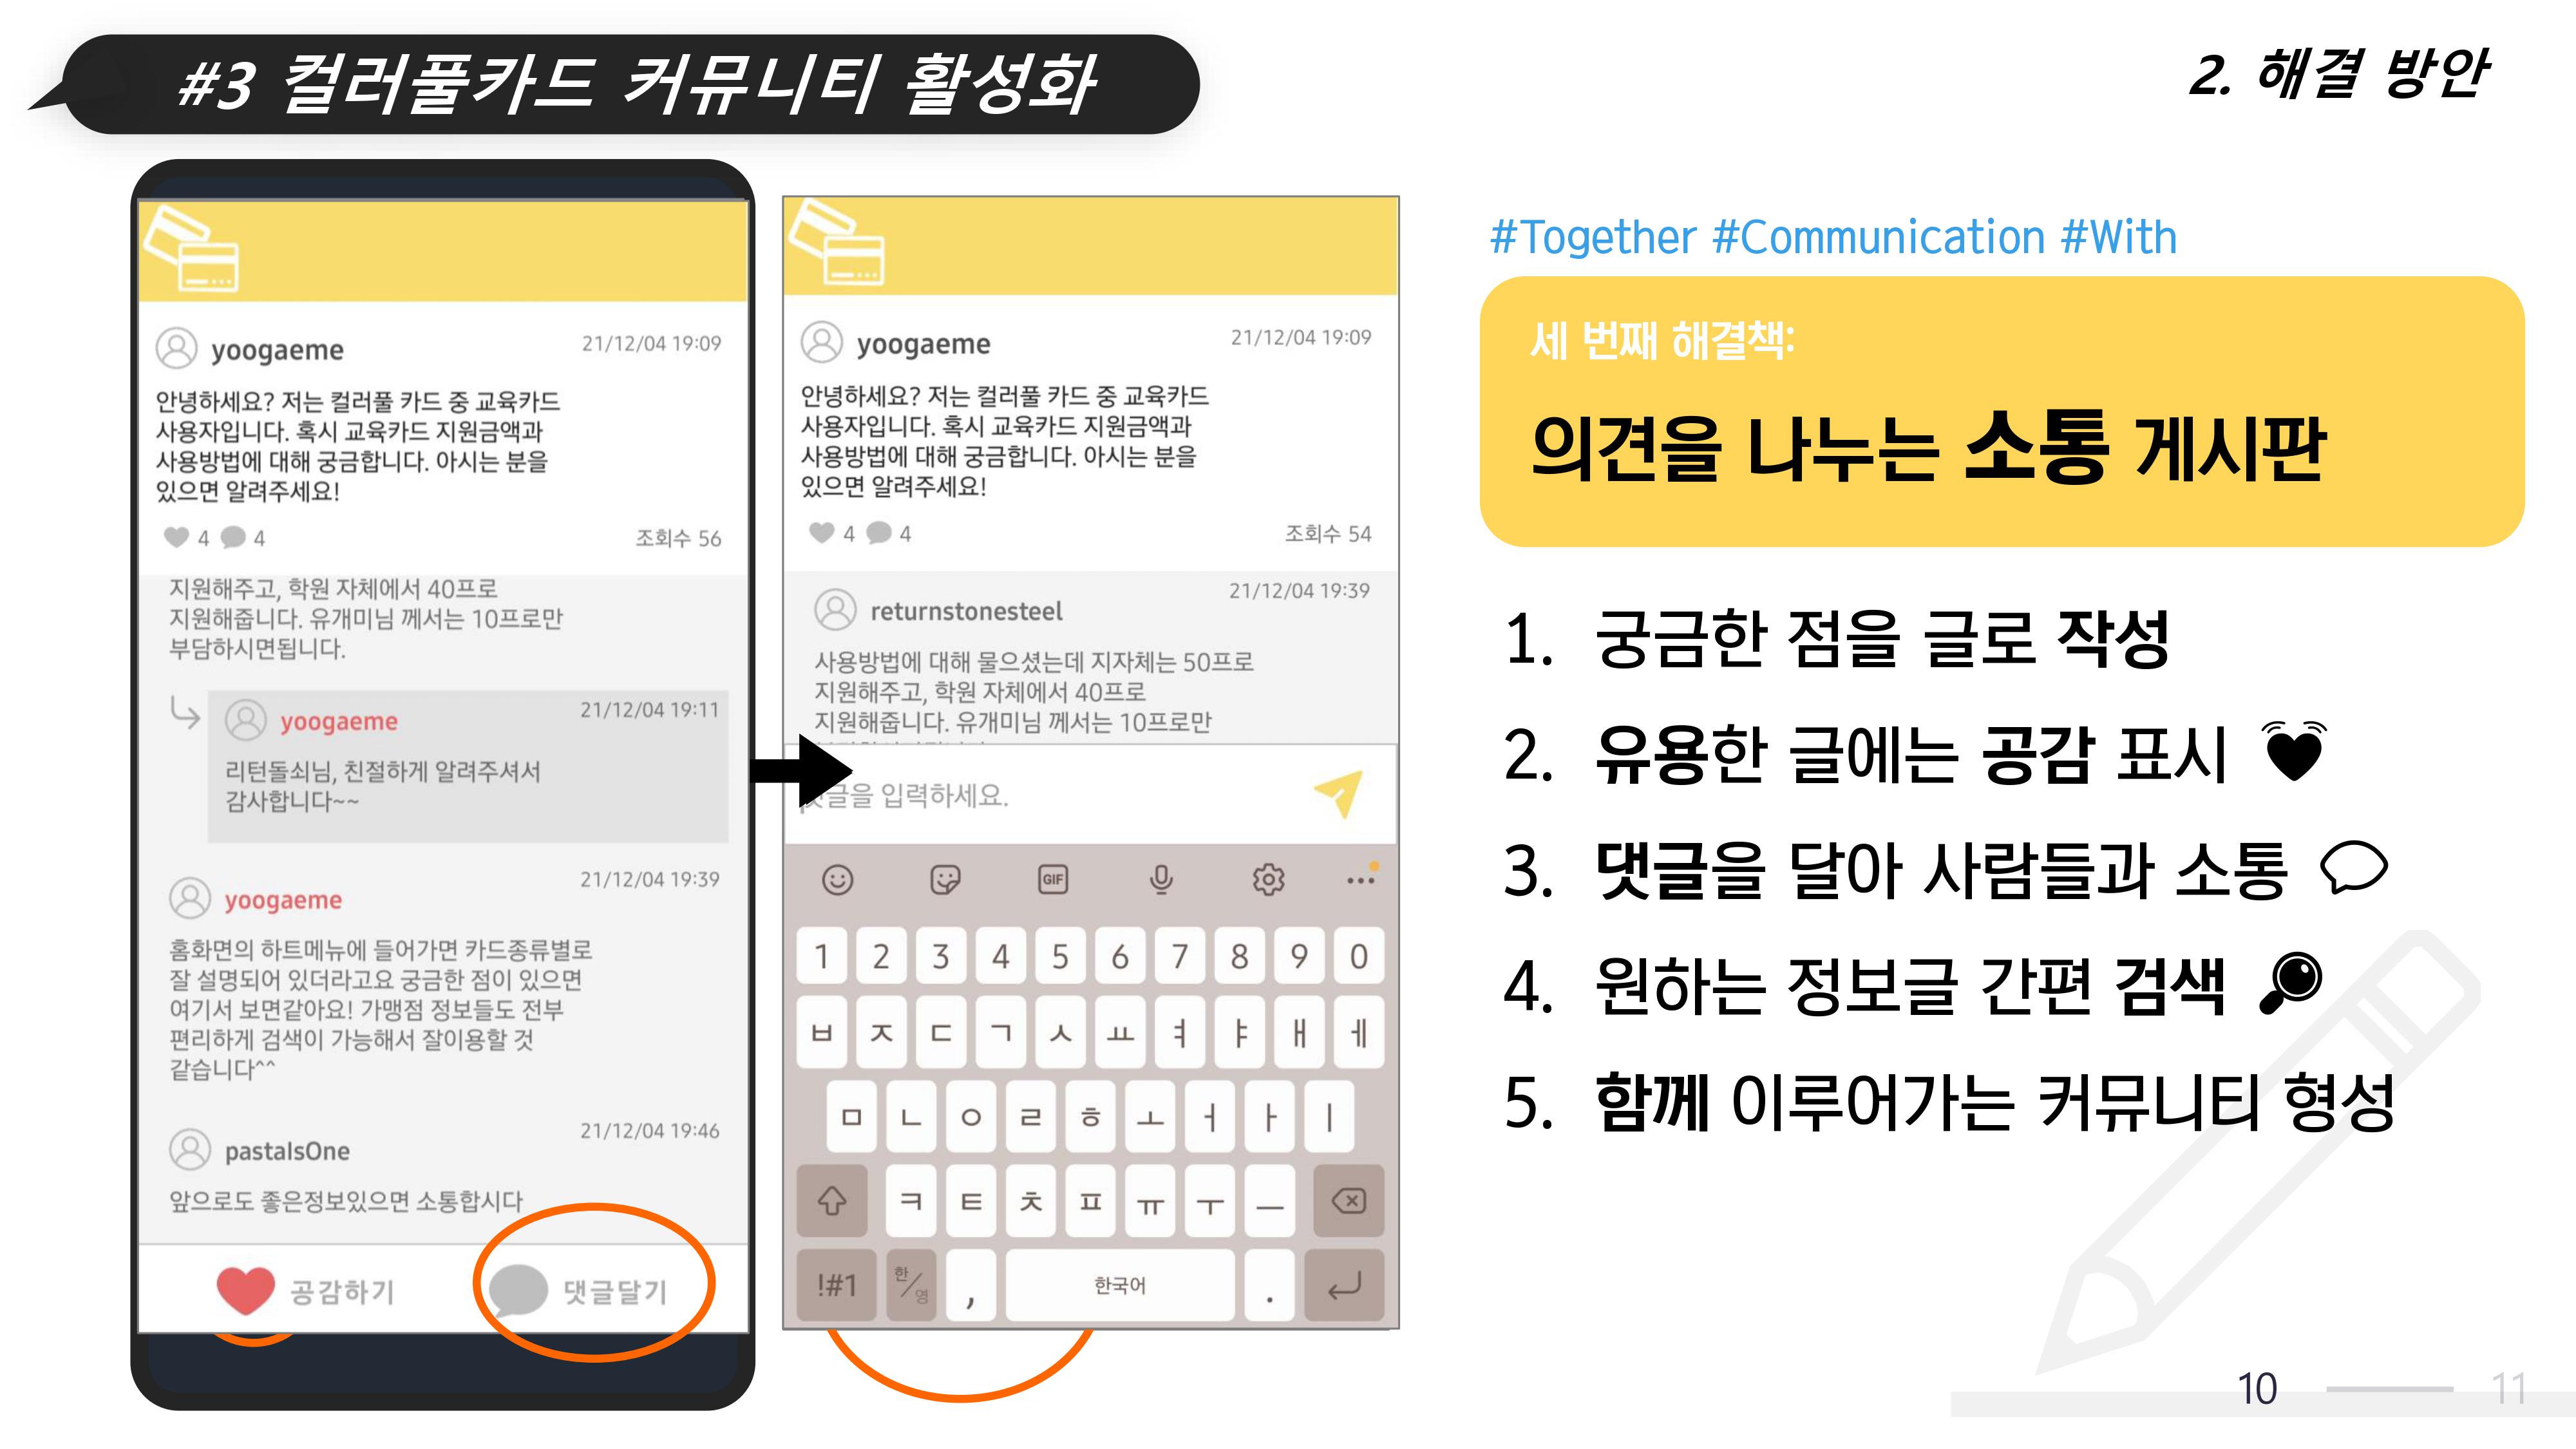 #3 컬러풀카드 커뮤니티 활성화
2. 해결 방안
yoogaeme
21/12/04 19:09
안녕하세요? 저는 컬러풀 카드 중 교육카드
사용자입니다. 혹시 교육카드 지원금액과
사용방법에 대해 궁금합니다. 아시는 분을
있으면 알려주세요!
4 4
조회수 56
지원해주고, 학원 자체에서 40프로
지원해줍니다. 유개미님 께서는 10프로만
부담하시면됩니다.
yoogaeme
21/12/04 19:11
리턴돌쇠님, 친절하게 알려주셔서
감사합니다~~
yoogaeme
21/12/04 19:39
홈화면의 하트메뉴에 들어가면 카드종류별로
잘 설명되어 있더라고요 궁금한 점이 있으면
여기서 보면같아요! 가맹점 정보들도 전부
편리하게 검색이 가능해서 잘이용할 것
같습니다^^
pastalsOne
21/12/04 19:46
앞으로도 좋은정보있으면 소통합시다
공감하기
댓글달기
yoogaeme
21/12/04 19:09
안녕하세요? 저는 컬러풀 카드 중 교육카드
사용자입니다. 혹시 교육카드 지원금액과
사용방법에 대해 궁금합니다. 아시는 분을
있으면 알려주세요!
4 4
조회수 54
returnstonesteel
21/12/04 19:39
사용방법에 대해 물으셨는데 지자체는 50프로
지원해주고, 학원 자체에서 40프로
지원해줍니다. 유개미님 께서는 10프로만
글을 입력하세요.
GIF
1 2 3 4 5 6 7 8 9 0
ㅂ ㅈ ㄷ ㄱ ㅅ ㅛ ㅕ ㅑ ㅐ ㅔ
ㅁ ㄴ ㅇ ㄹ ㅎ ㅗ ㅓ ㅏ ㅣ
ㅋ ㅌ ㅊ ㅍ ㅠ ㅜ ㅡ
!#1 한/영 , 한국어 .
#Together #Communication #With
세 번째 해결책:
의견을 나누는 소통 게시판
1. 궁금한 점을 글로 작성
2. 유용한 글에는 공감 표시
3. 댓글을 달아 사람들과 소통
4. 원하는 정보글 간편 검색
5. 함께 이루어가는 커뮤니티 형성
10
11